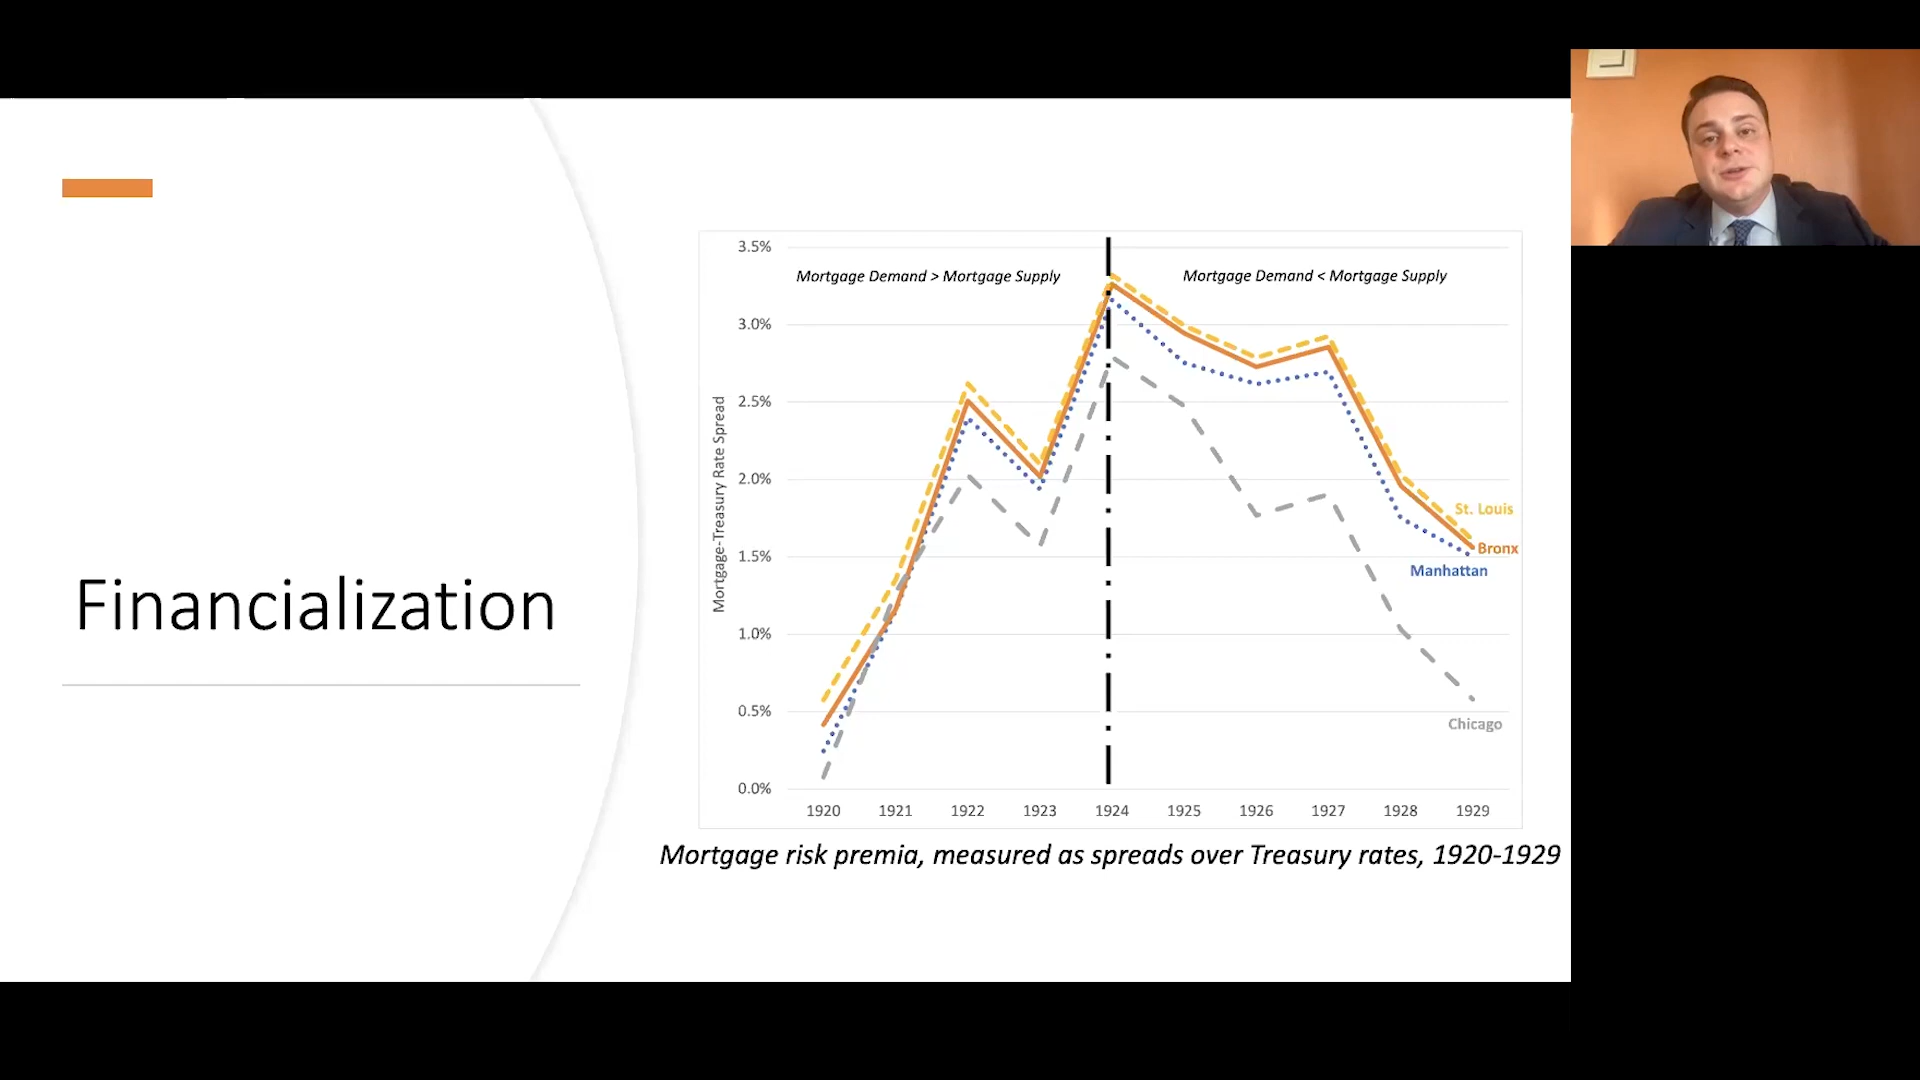 Financialization
3.5%
3.0%
2.5%
2.0%
1.5%
1.0%
0.5%
0.0%
Mortgage-Treasury Rate Spread
Mortgage Demand > Mortgage Supply
Mortgage Demand < Mortgage Supply
St. Louis
Bronx
Manhattan
Chicago
1920 1921 1922 1923 1924 1925 1926 1927 1928 1929
Mortgage risk premia, measured as spreads over Treasury rates, 1920-1929